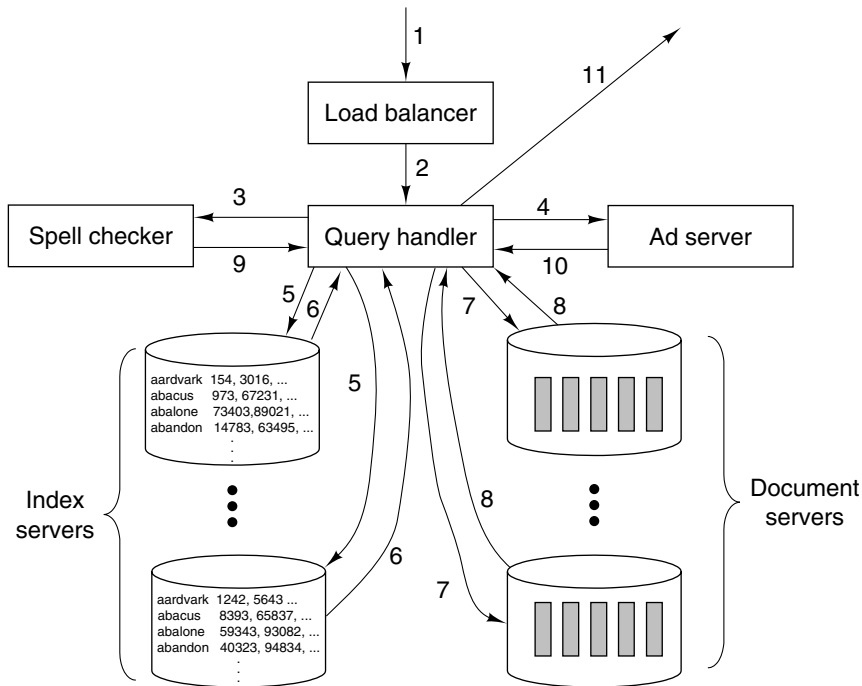 1
11
Load balancer
2
3
4
Spell checker
Query handler
Ad server
9
10
5
6
7
8
aardvark 154, 3016, ...
abacus 973, 67231, ...
abalone 73403,89021, ...
abandon 14783, 63495, ...
5
Index
servers
Document
servers
8
6
7
aardvark 1242, 5643 ...
abacus 8393, 65837, ...
abalone 59343, 93082, ...
abandon 40323, 94834, ...